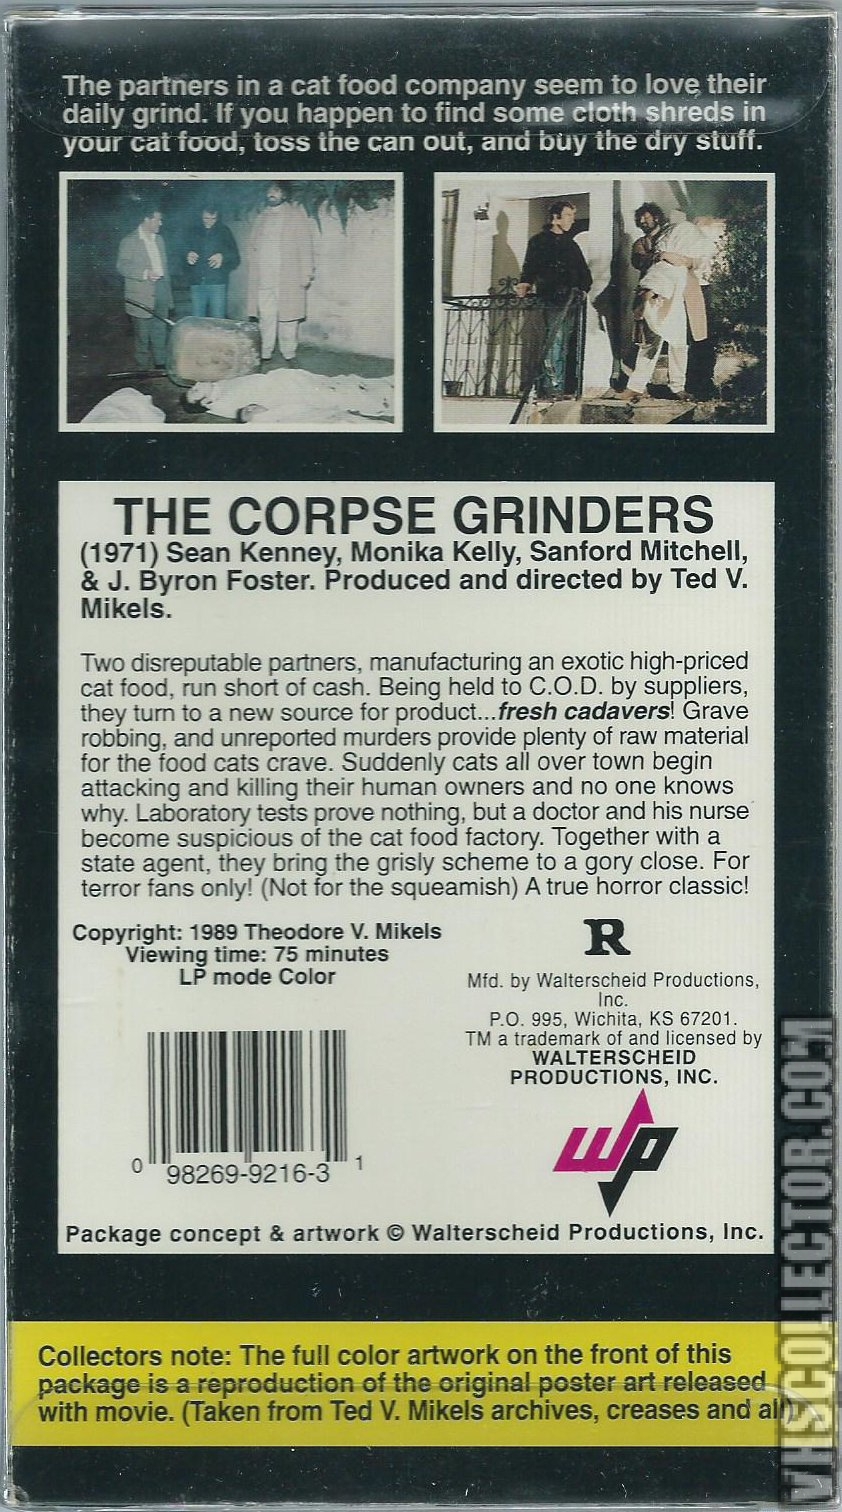 The partners in a cat food company seem to love their
daily grind. If you happen to find some cloth shreds in
your cat food, toss the can out, and buy the dry stuff.
THE CORPSE GRINDERS
(1971) Sean Kenney, Monika Kelly, Sanford Mitchell,
& J. Byron Foster. Produced and directed by Ted V.
Mikels.
Two disreputable partners, manufacturing an exotic high-priced
cat food, run short of cash. Being held to C.O.D. by suppliers,
they turn to a new source for product...fresh cadavers! Grave
robbing, and unreported murders provide plenty of raw material
for the food cats crave. Suddenly cats all over town begin
attacking and killing their human owners and no one knows
why. Laboratory tests prove nothing, but a doctor and his nurse
become suspicious of the cat food factory. Together with a
state agent, they bring the grisly scheme to a gory close. For
terror fans only! (Not for the squeamish) A true horror classic!
Copyright: 1989 Theodore V. Mikels
Viewing time: 75 minutes
LP mode Color
R
Mfd. by Walterscheid Productions,
Inc.
P.O. 995, Wichita, KS 67201.
TM a trademark of and licensed by
WALTERSCHEID
PRODUCTIONS, INC.
wp
0 98269-9216-3 1
Package concept & artwork © Walterscheid Productions, Inc.
Collectors note: The full color artwork on the front of this
package is a reproduction of the original poster art released
with movie. (Taken from Ted V. Mikels archives, creases and all)
VHSCOLLECTOR.COM